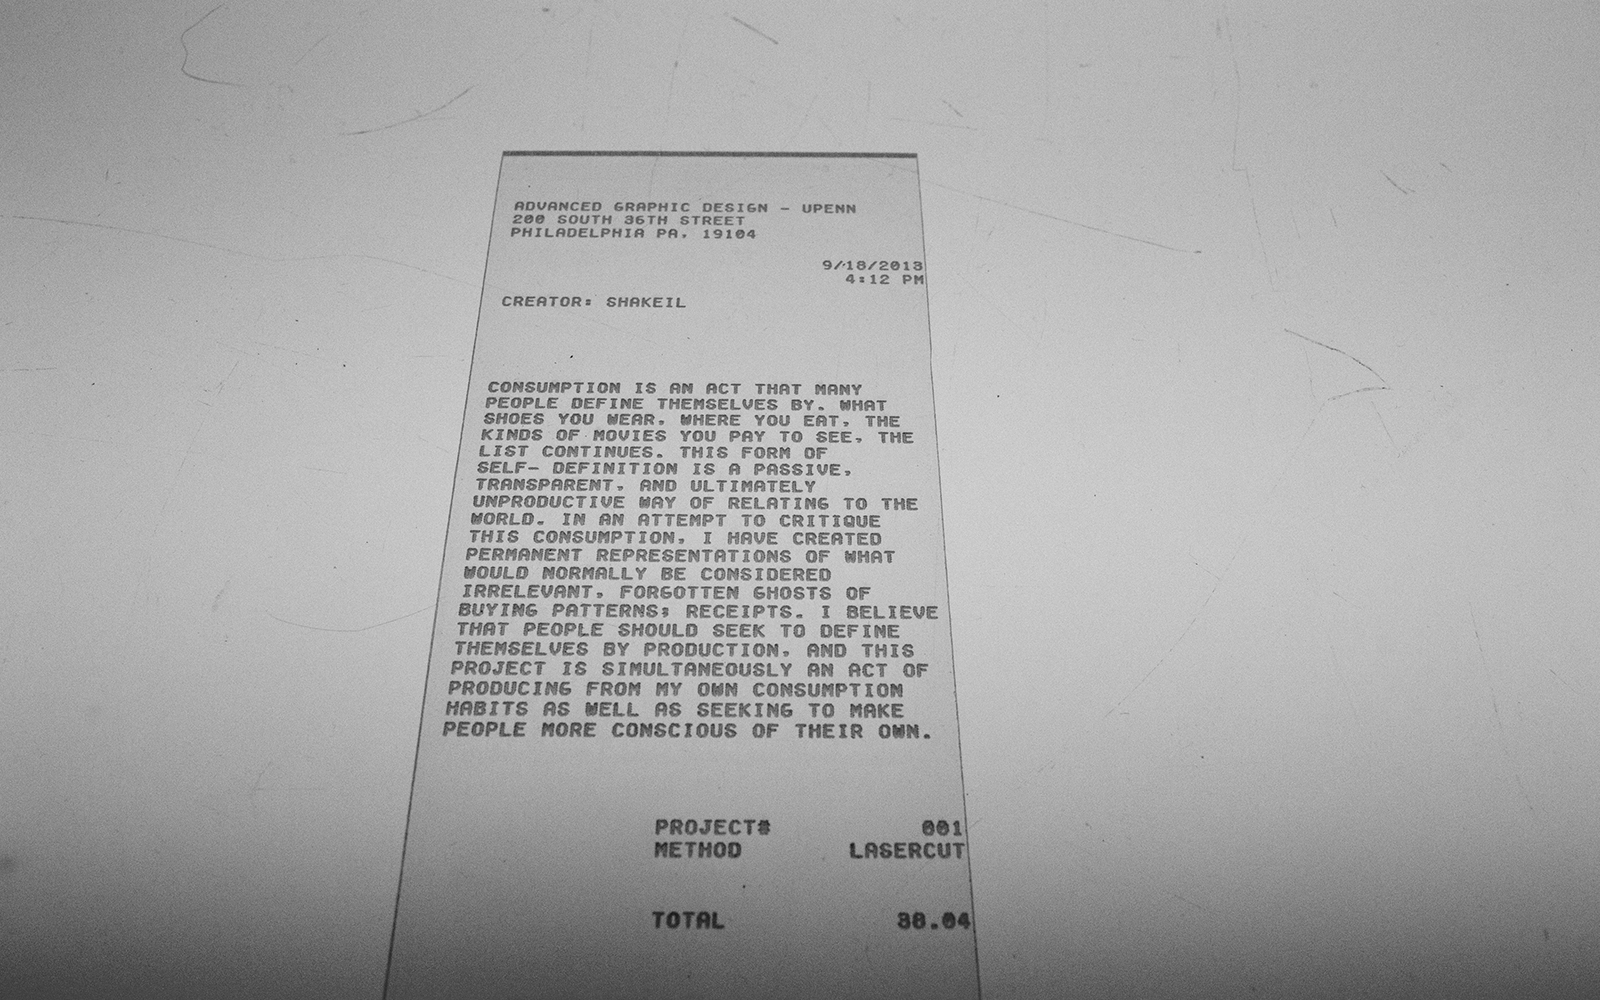 ADVANCED GRAPHIC DESIGN - UPENN
200 SOUTH 36TH STREET
PHILADELPHIA PA, 19104
9/18/2013
4:12 PM
CREATOR: SHAKEIL
CONSUMPTION IS AN ACT THAT MANY
PEOPLE DEFINE THEMSELVES BY. WHAT
SHOES YOU WEAR, WHERE YOU EAT, THE
KINDS OF MOVIES YOU PAY TO SEE, THE
LIST CONTINUES. THIS FORM OF
SELF- DEFINITION IS A PASSIVE,
TRANSPARENT, AND ULTIMATELY
UNPRODUCTIVE WAY OF RELATING TO THE
WORLD. IN AN ATTEMPT TO CRITIQUE
THIS CONSUMPTION, I HAVE CREATED
PERMANENT REPRESENTATIONS OF WHAT
WOULD NORMALLY BE CONSIDERED
IRRELEVANT, FORGOTTEN GHOSTS OF
BUYING PATTERNS; RECEIPTS. I BELIEVE
THAT PEOPLE SHOULD SEEK TO DEFINE
THEMSELVES BY PRODUCTION, AND THIS
PROJECT IS SIMULTANEOUSLY AN ACT OF
PRODUCING FROM MY OWN CONSUMPTION
HABITS AS WELL AS SEEKING TO MAKE
PEOPLE MORE CONSCIOUS OF THEIR OWN.
PROJECT# 001
METHOD LASERCUT
TOTAL 38.04